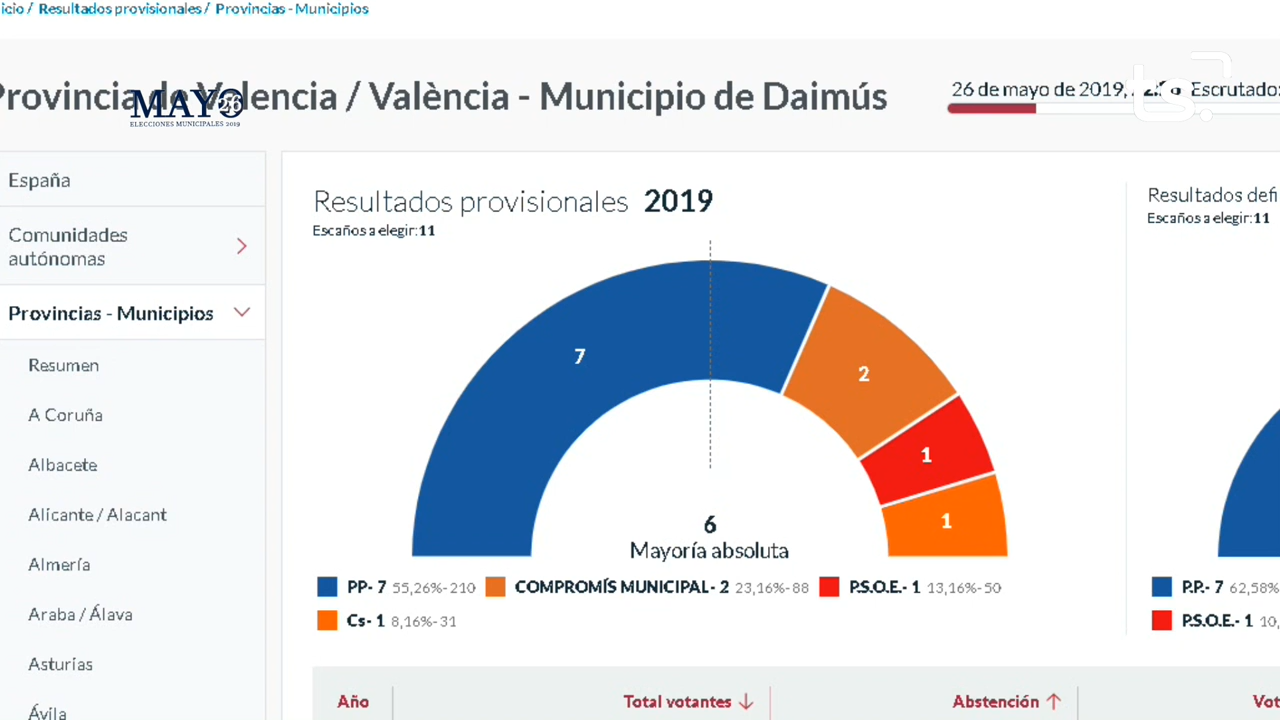 icio / Resultados provisionales / Provincias - Municipios
Provincia de Valencia / València - Municipio de Daimús
MAYO 26
ELECCIONES MUNICIPALES 2019
26 de mayo de 2019,
Escrutado:
ts
España
Comunidades
autónomas
Provincias - Municipios
Resumen
A Coruña
Albacete
Alicante / Alacant
Almería
Araba / Álava
Asturias
Ávila
Resultados provisionales 2019
Escaños a elegir:11
7
2
1
1
6
Mayoría absoluta
PP- 7 55,26%-210 COMPROMÍS MUNICIPAL- 2 23,16%-88 P.S.O.E.- 1 13,16%-50
Cs- 1 8,16%-31
Resultados defi
Escaños a elegir:11
P.P.- 7 62,58%
P.S.O.E.- 1 10,
Año Total votantes ↓ Abstención ↑ Vot